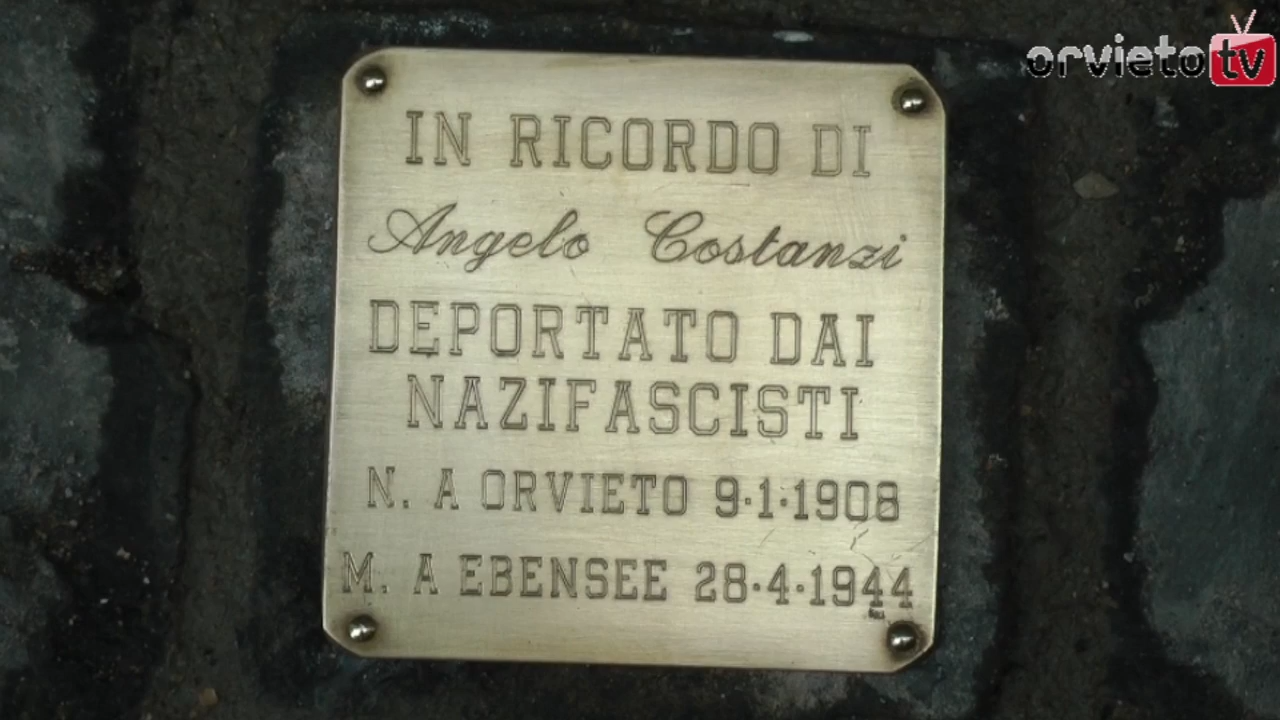 orvieto tv
IN RICORDO DI
Angelo Costanzi
DEPORTATO DAI
NAZIFASCISTI
N. A ORVIETO 9·1·1908
M. A EBENSEE 28·4·1944